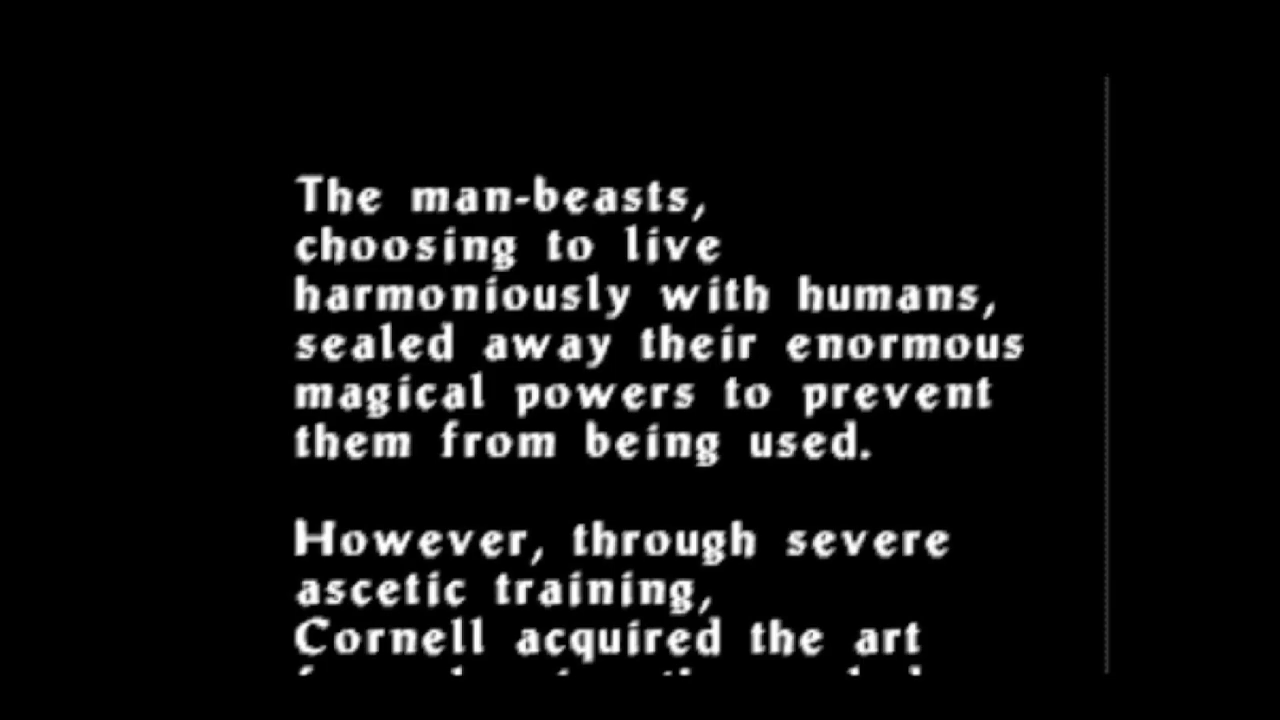 The man-beasts,
choosing to live
harmoniously with humans,
sealed away their enormous
magical powers to prevent
them from being used.
However, through severe
ascetic training,
Cornell acquired the art